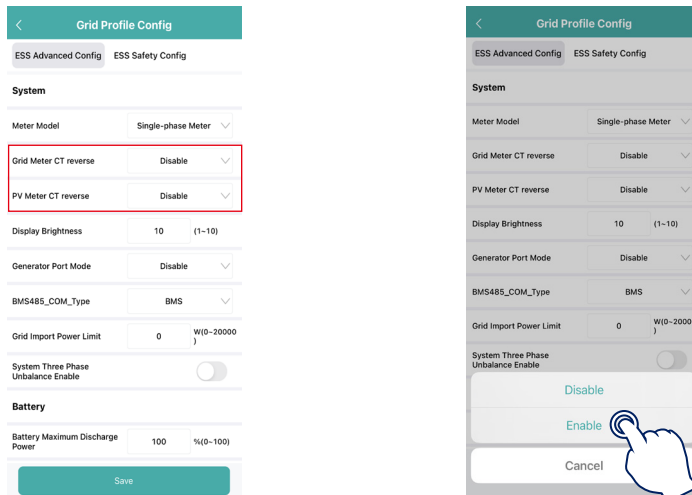 Grid Profile Config
ESS Advanced Config ESS Safety Config
System
Meter Model Single-phase Meter
Grid Meter CT reverse Disable
PV Meter CT reverse Disable
Display Brightness 10 (1~10)
Generator Port Mode Disable
BMS485_COM_Type BMS
Grid Import Power Limit 0 W(0~20000
)
System Three Phase
Unbalance Enable
Battery
Battery Maximum Discharge
Power 100 %(0~100)
Save
Grid Profile Config
ESS Advanced Config ESS Safety Config
System
Meter Model Single-phase Meter
Grid Meter CT reverse Disable
PV Meter CT reverse Disable
Display Brightness 10 (1~10)
Generator Port Mode Disable
BMS485_COM_Type BMS
Grid Import Power Limit 0 W(0~2000
)
System Three Phase
Unbalance Enable
Disable
Enable
Cancel